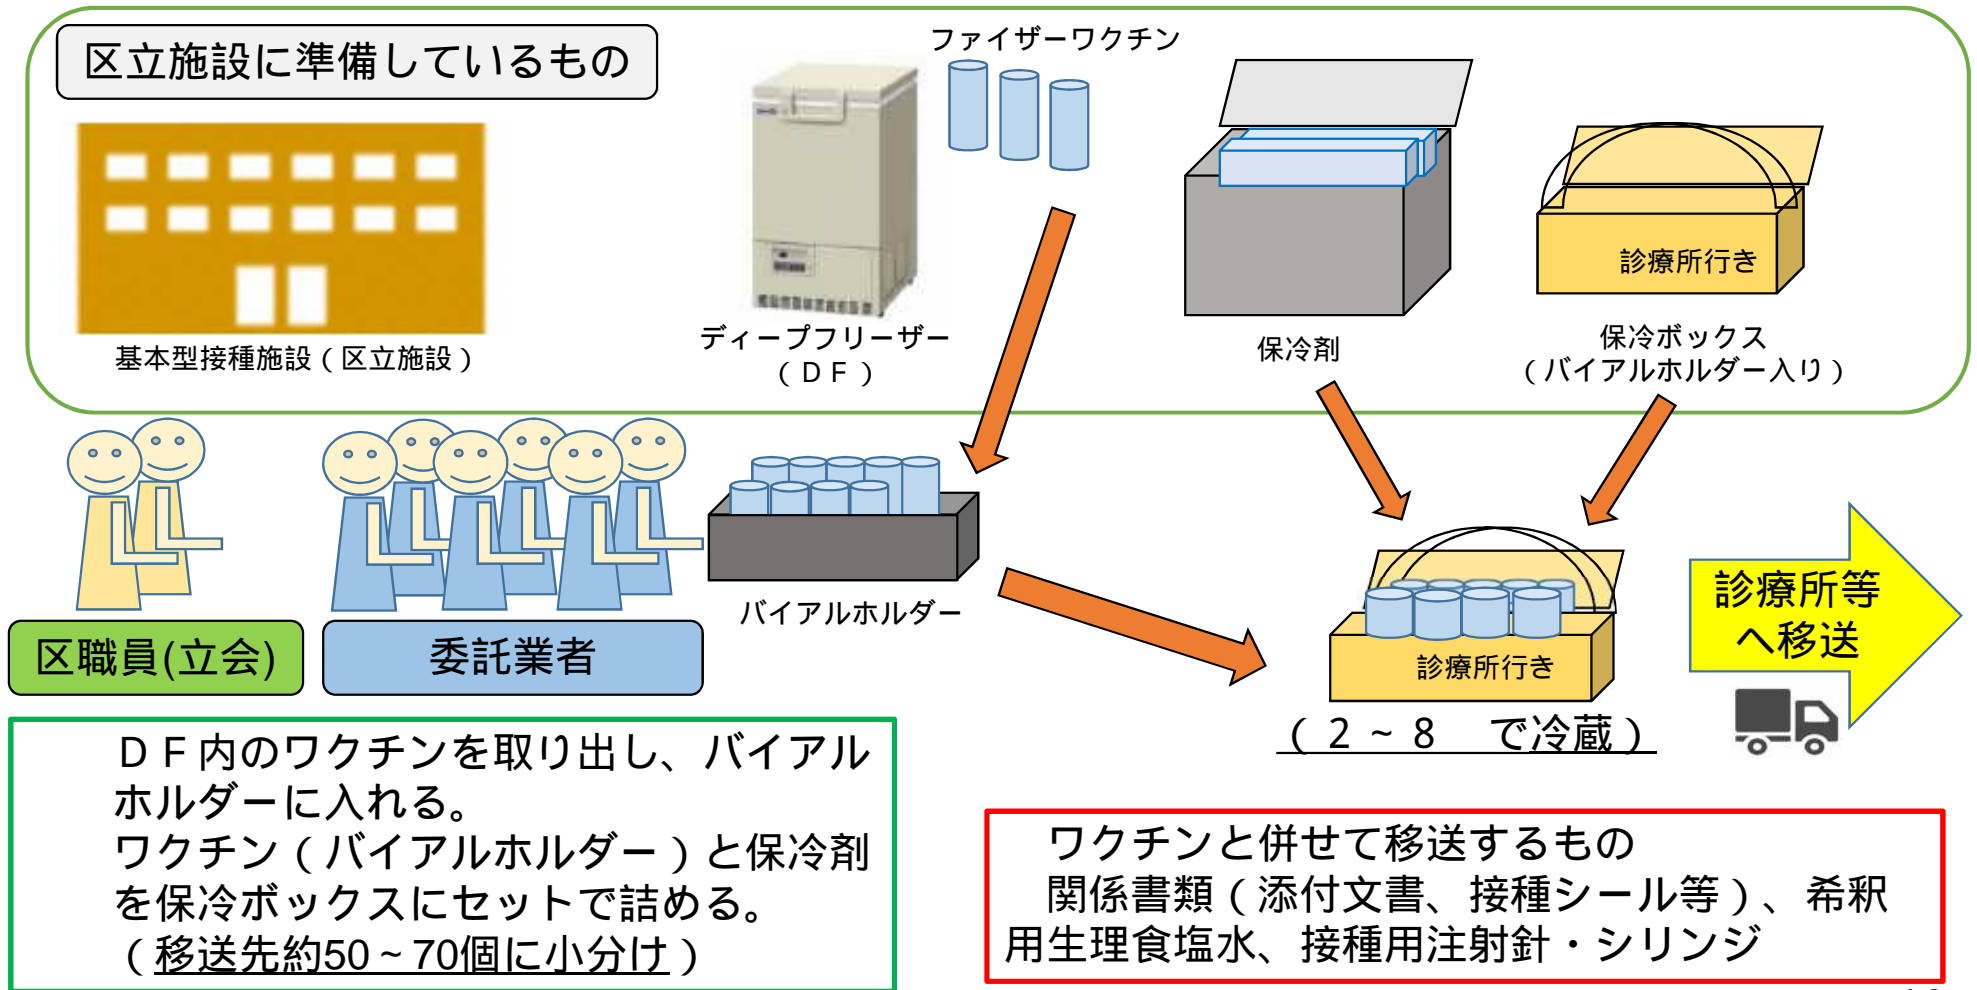 区立施設に準備しているもの
ファイザーワクチン
診療所行き
基本型接種施設(区立施設)
ディープフリーザー
(DF)
保冷剤
保冷ボックス
(バイアルホルダー入り)
バイアルホルダー
区職員(立会)
委託業者
診療所行き
(2~8 で冷蔵)
診療所等
へ移送
DF内のワクチンを取り出し、バイアル
ホルダーに入れる。
ワクチン(バイアルホルダー)と保冷剤
を保冷ボックスにセットで詰める。
(移送先約50~70個に小分け)
ワクチンと併せて移送するもの
関係書類(添付文書、接種シール等)、希釈
用生理食塩水、接種用注射針・シリンジ